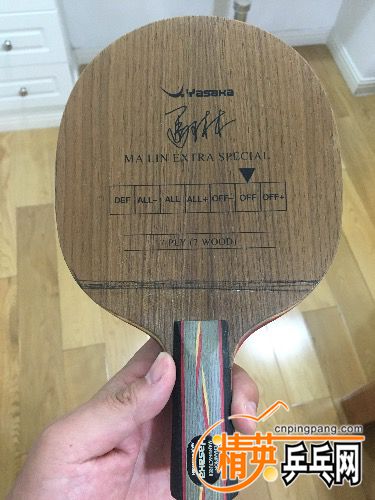 Yasaka
马林
MA LIN EXTRA SPECIAL
DEF ALL- ALL ALL+ OFF- OFF OFF+
7 PLY (7 WOOD)
www.cnpingpang.com
精英乒乓网